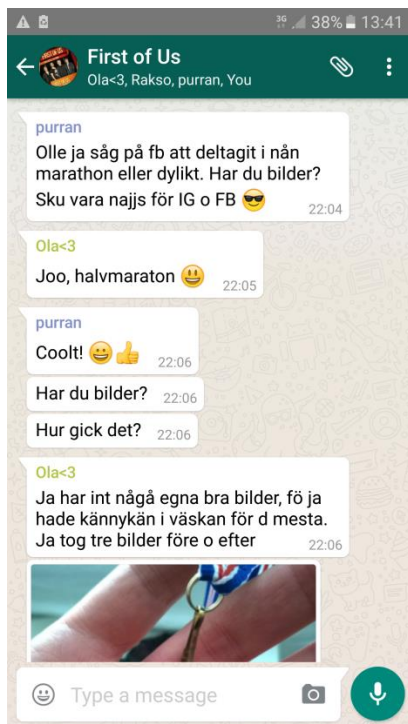 3G 38% 13:41
First of Us
Ola<3, Rakso, purran, You
purran
Olle ja såg på fb att deltagit i nån
marathon eller dylikt. Har du bilder?
Sku vara najjs för IG o FB 😎
22:04
Ola<3
Joo, halvmaraton 😃 22:05
purran
Coolt! 😀👍 22:06
Har du bilder? 22:06
Hur gick det? 22:06
Ola<3
Ja har int någå egna bra bilder, fö ja
hade kännykän i väskan för d mesta.
Ja tog tre bilder före o efter 22:06
Type a message